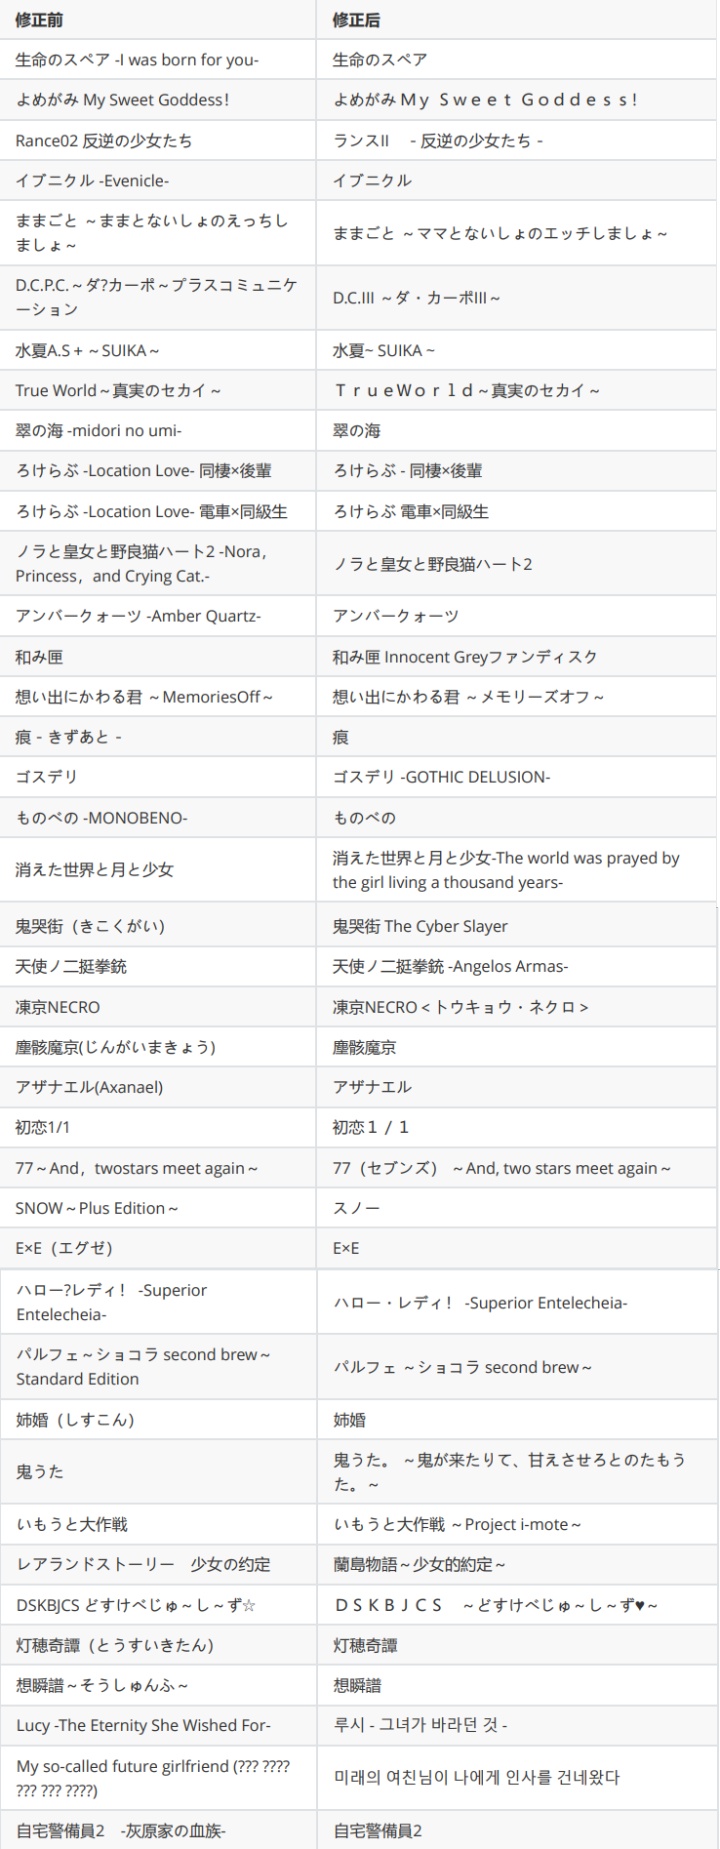 修正前 修正后
生命のスペア -I was born for you- 生命のスペア
よめがみ My Sweet Goddess！ よめがみＭｙ Ｓｗｅｅｔ Ｇｏｄｄｅｓｓ！
Rance02 反逆の少女たち ランスII　- 反逆の少女たち -
イブニクル -Evenicle- イブニクル
ままごと ～ままとないしょのえっちし
ましょ～
ままごと ～ママとないしょのエッチしましょ～
D.C.P.C.～ダ?カーポ～プラスコミュニケ
ーション
D.C.III ～ダ・カーポIII～
水夏A.S＋～SUIKA～ 水夏~ SUIKA ~
True World～真実のセカイ～ ＴｒｕｅＷｏｒｌｄ～真実のセカイ～
翠の海 -midori no umi- 翠の海
ろけらぶ -Location Love- 同棲×後輩 ろけらぶ - 同棲×後輩
ろけらぶ -Location Love- 電車×同級生 ろけらぶ 電車×同級生
ノラと皇女と野良猫ハート2 -Nora，
Princess，and Crying Cat.-
ノラと皇女と野良猫ハート2
アンバークォーツ -Amber Quartz- アンバークォーツ
和み匣 和み匣 Innocent Greyファンディスク
想い出にかわる君 ～MemoriesOff～ 想い出にかわる君 ～メモリーズオフ～
痕 - きずあと - 痕
ゴスデリ ゴスデリ -GOTHIC DELUSION-
ものべの -MONOBENO- ものべの
消えた世界と月と少女
消えた世界と月と少女-The world was prayed by
the girl living a thousand years-
鬼哭街（きこくがい） 鬼哭街 The Cyber Slayer
天使ノ二挺拳銃 天使ノ二挺拳銃 -Angelos Armas-
凍京NECRO 凍京NECRO＜トウキョウ・ネクロ＞
塵骸魔京(じんがいまきょう) 塵骸魔京
アザナエル(Axanael) アザナエル
初恋1/1 初恋１／１
77～And，twostars meet again～ 77（セブンズ） ～And, two stars meet again～
SNOW～Plus Edition～ スノー
E×E（エグゼ） E×E
ハロー?レディ！ -Superior
Entelecheia-
ハロー・レディ！ -Superior Entelecheia-
パルフェ～ショコラ second brew～
Standard Edition
パルフェ ～ショコラ second brew～
姉婚（しすこん） 姉婚
鬼うた
鬼うた。 ～鬼が来たりて、甘えさせろとのたもう
た。～
いもうと大作戦 いもうと大作戦 ～Project i-mote～
レアランドストーリー　少女の约定 蘭島物語～少女的約定～
DSKBJCS どすけべじゅ～し～ず☆ ＤＳＫＢＪＣＳ　～どすけべじゅ～し～ず♥～
灯穂奇譚（とうすいきたん） 灯穂奇譚
想瞬譜～そうしゅんふ～ 想瞬譜
Lucy -The Eternity She Wished For- 루시 - 그녀가 바라던 것 -
My so-called future girlfriend (??? ????
??? ??? ????)
미래의 여친님이 나에게 인사를 건네왔다
自宅警備員2　-灰原家の血族- 自宅警備員2